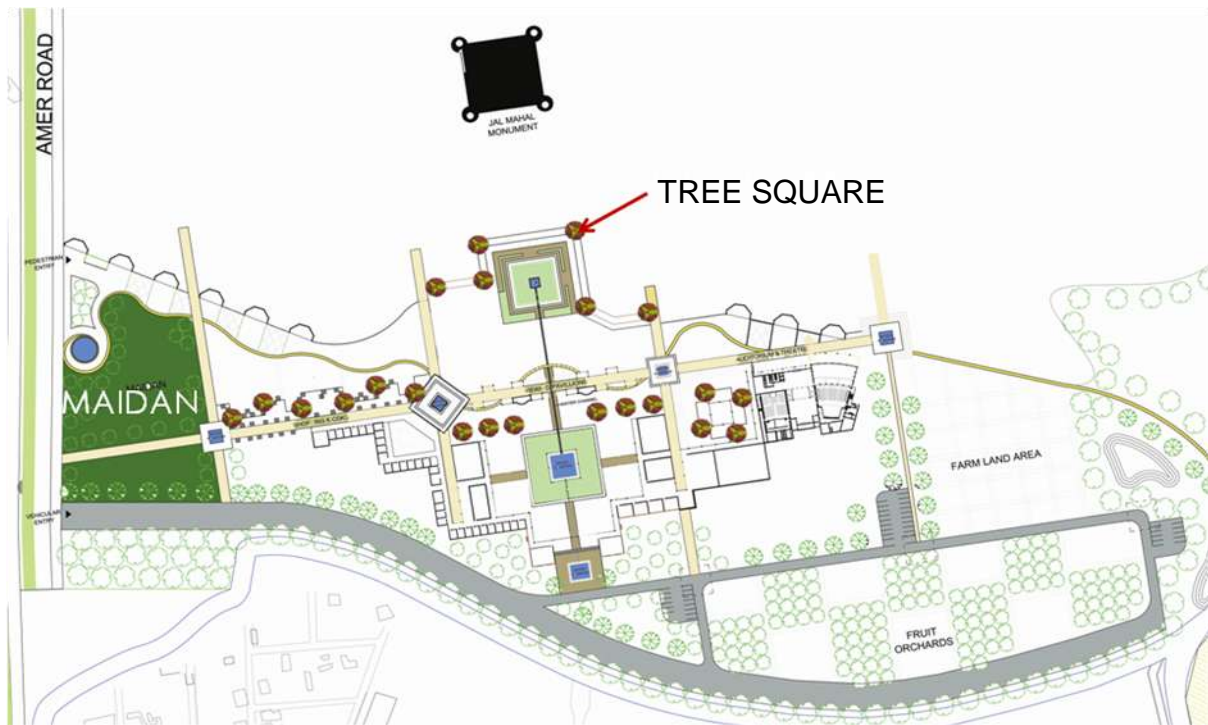 AMER ROAD
JAL MAHAL
MONUMENT
TREE SQUARE
PEDESTRIAN
ENTRY
MAIDAN
AUDITORIUM & THEATRE
FARM LAND AREA
VEHICULAR
ENTRY
FRUIT
ORCHARDS